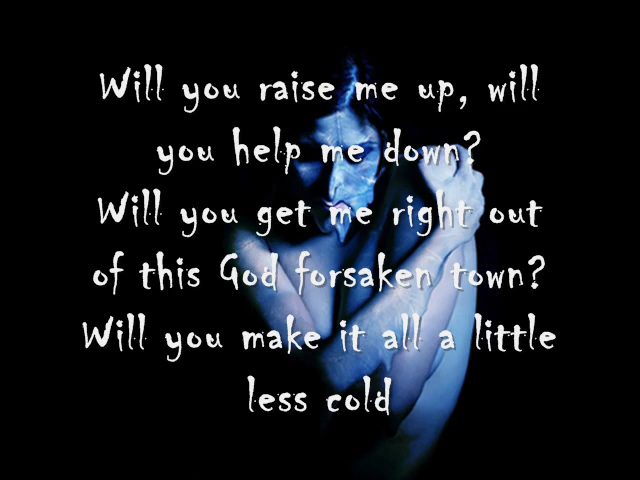 Will you raise me up, will
you help me down?
Will you get me right out
of this God forsaken town?
Will you make it all a little
less cold